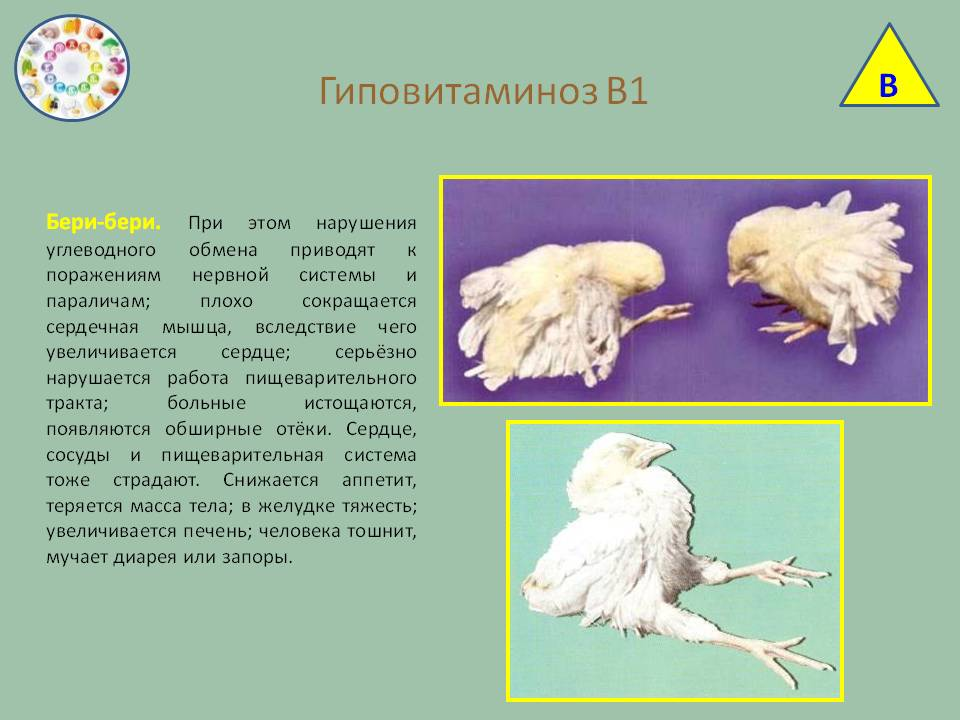 Гиповитаминоз В1
В
Бери-бери. При этом нарушения
углеводного обмена приводят к
поражениям нервной системы и
параличам; плохо сокращается
сердечная мышца, вследствие чего
увеличивается сердце; серьёзно
нарушается работа пищеварительного
тракта; больные истощаются,
появляются обширные отёки. Сердце,
сосуды и пищеварительная система
тоже страдают. Снижается аппетит,
теряется масса тела; в желудке тяжесть;
увеличивается печень; человека тошнит,
мучает диарея или запоры.